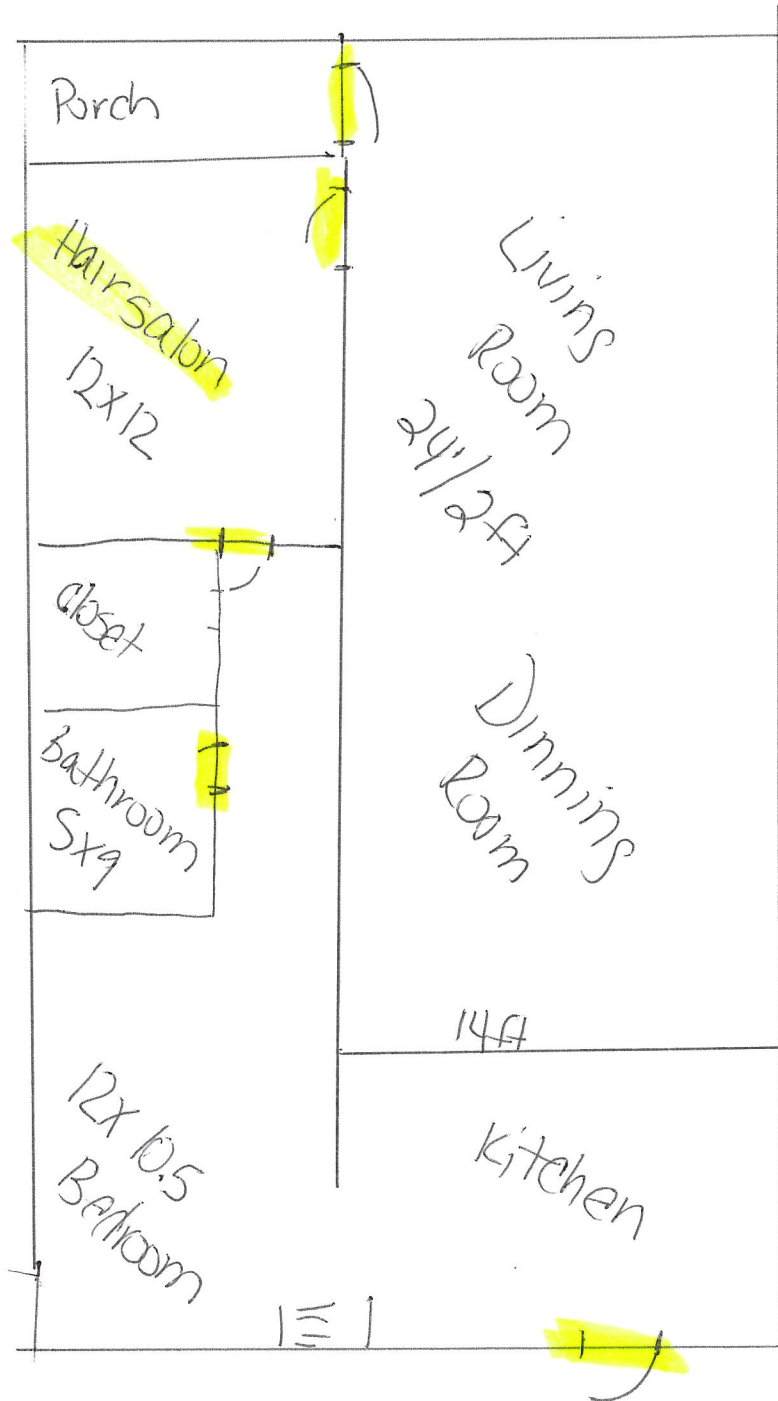 Porch
Hairsalon
12x12
Living
Room
24'/2ft
closet
Dinning
Room
Bathroom
5x9
14ft
12x10.5
Bedroom
Kitchen